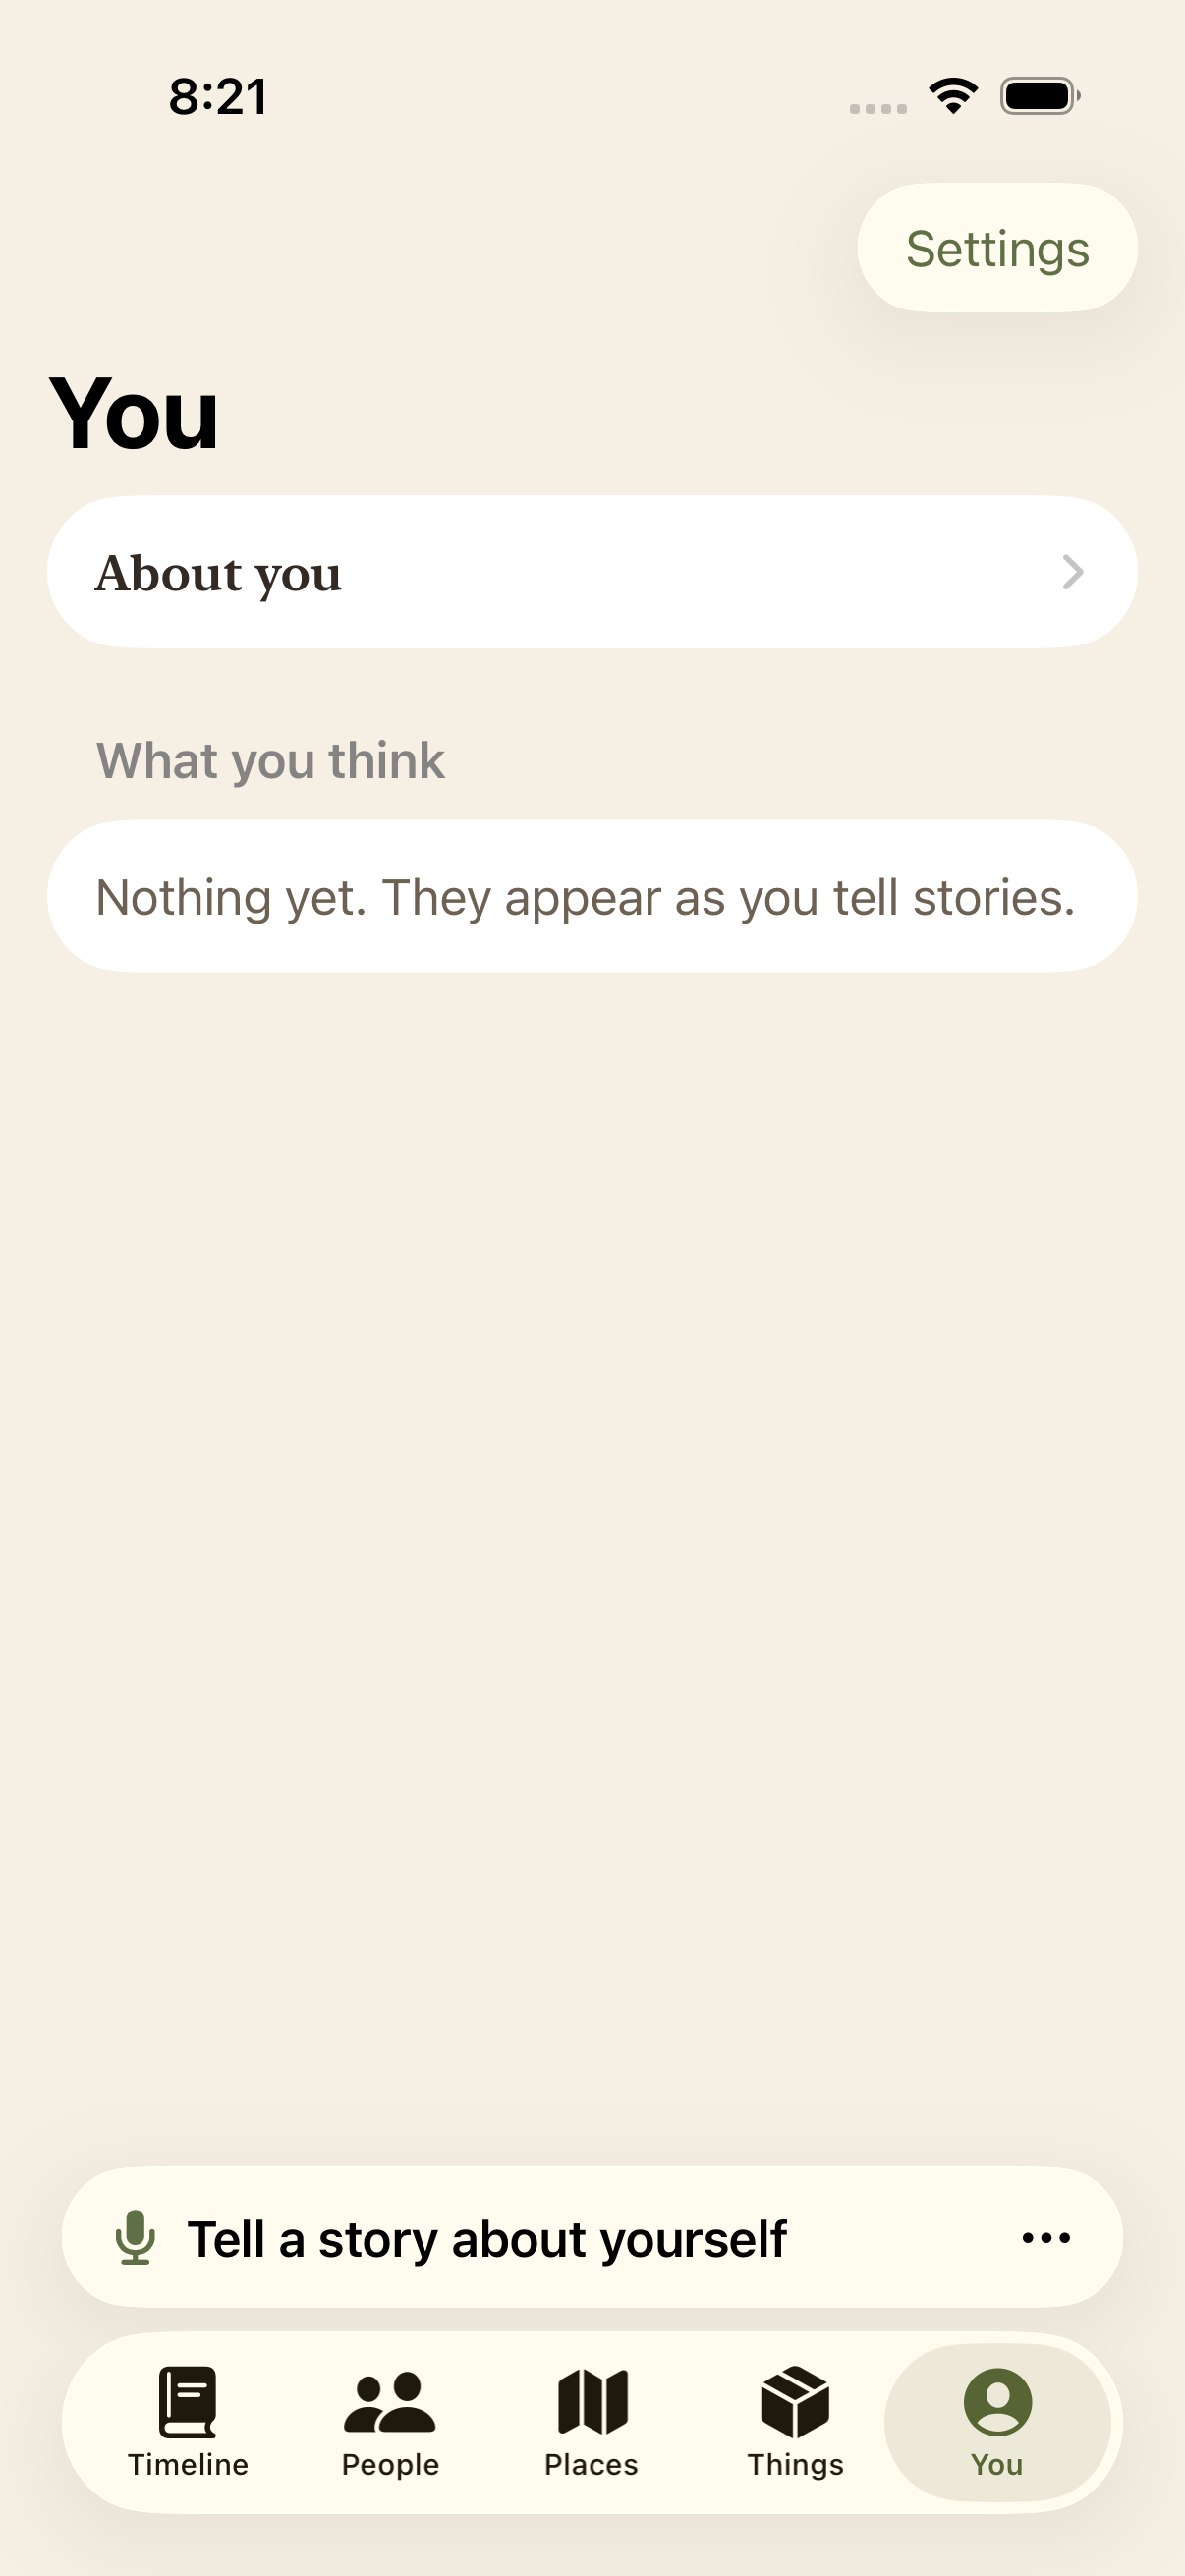 8:21
Settings
You
About you
What you think
Nothing yet. They appear as you tell stories.
Tell a story about yourself
Timeline
People
Places
Things
You